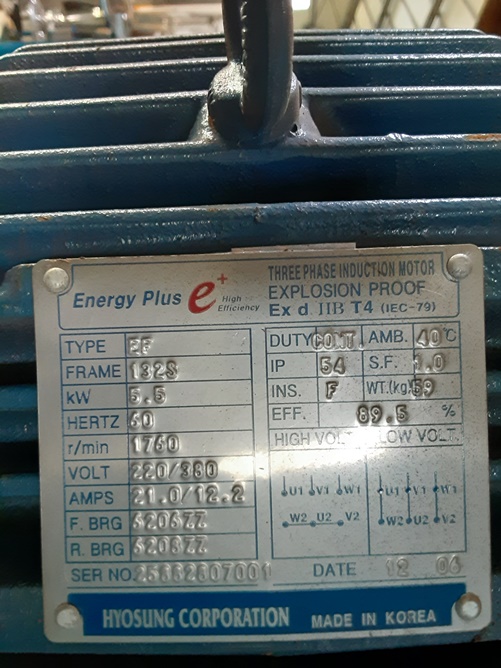 Energy Plus e+ High Efficiency
THREE PHASE INDUCTION MOTOR
EXPLOSION PROOF
Ex d IIB T4 (IEC-79)
TYPE EF
FRAME 132S
kW 5.5
HERTZ 60
r/min 1760
VOLT 220/380
AMPS 21.0/12.2
F. BRG 6206ZZ
R. BRG 6208ZZ
DUTY CONT. AMB. 40℃
IP 54 S.F. 1.0
INS. F WT.(kg) 59
EFF. 89.5 %
HIGH VOLT. LOW VOLT.
U1 V1 W1 U1 V1 W1
W2 U2 V2 W2 U2 V2
SER NO. DATE 12 06
HYOSUNG CORPORATION MADE IN KOREA